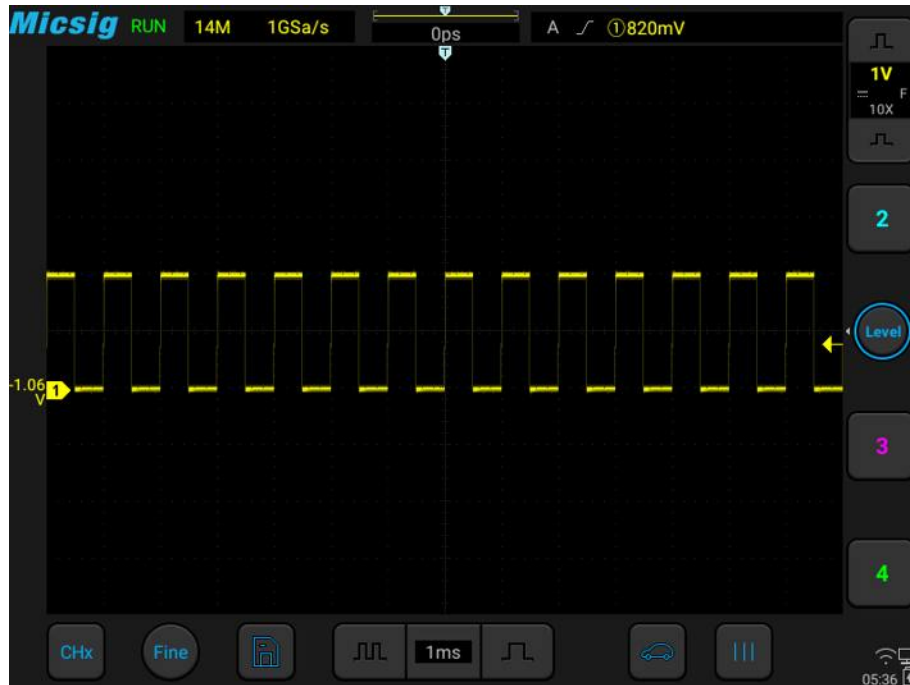 Micsig RUN 14M 1GSa/s 0ps A ①820mV
T
T
1V
F
10X
2
Level
-1.06
V
1
3
4
CHx Fine 1ms
05:36